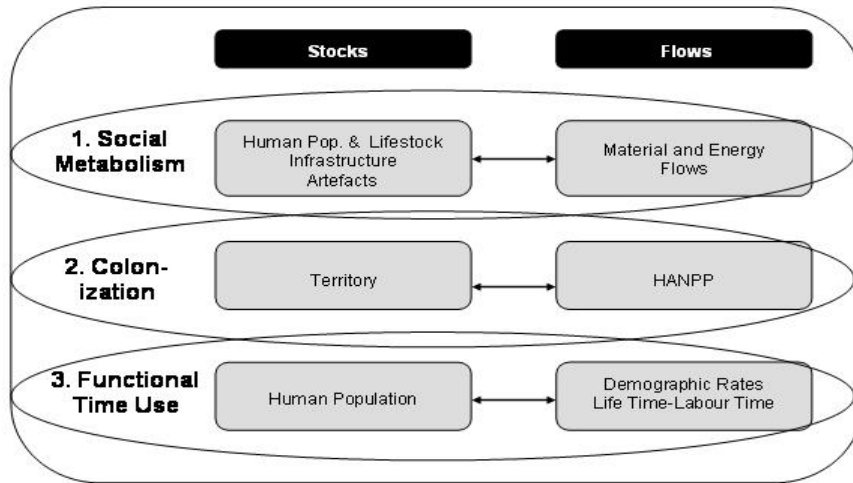 Stocks
Flows
1. Social
Metabolism
Human Pop. & Lifestock
Infrastructure
Artefacts
Material and Energy
Flows
2. Colon-
ization
Territory
HANPP
3. Functional
Time Use
Human Population
Demographic Rates
Life Time-Labour Time